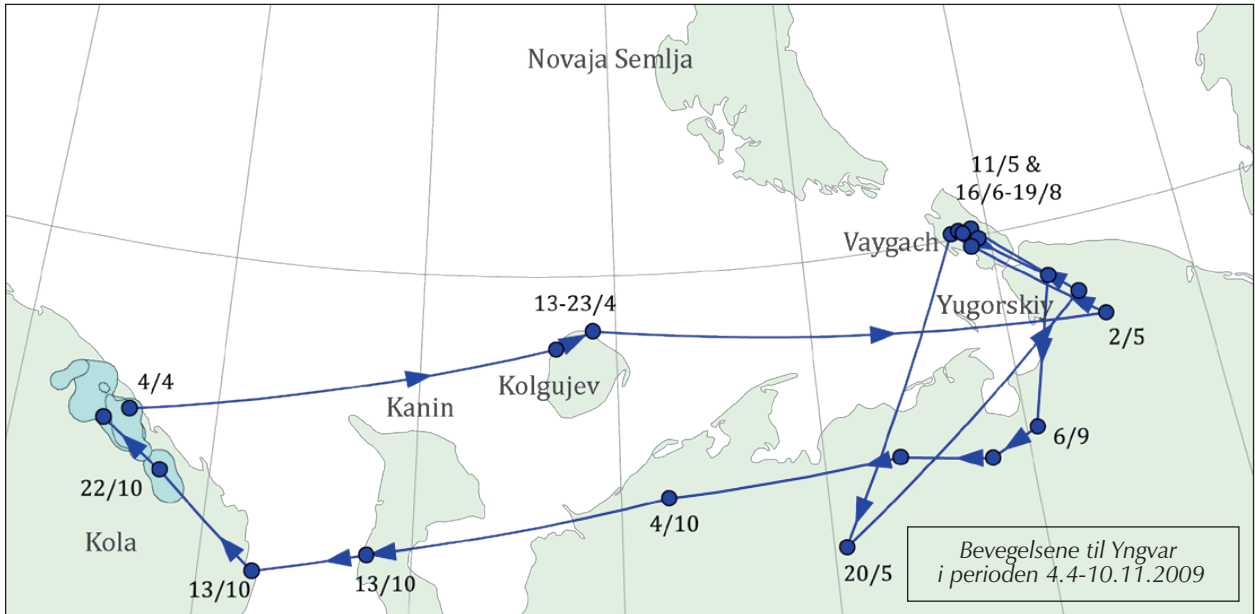 Novaja Semlja
11/5 &
16/6-19/8
Vaygach
Yugorskiy
2/5
13-23/4
Kolgujev
4/4
Kanin
6/9
22/10
4/10
Kola
13/10
13/10
20/5
Bevegelsene til Yngvar
i perioden 4.4-10.11.2009